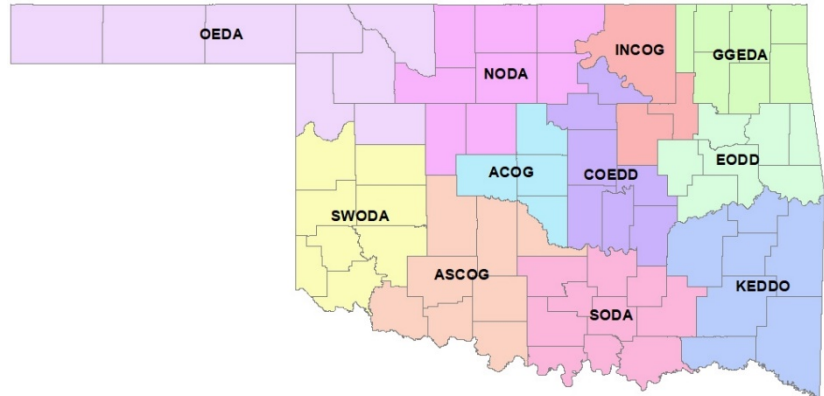 OEDA
INCOG
GGEDA
NODA
ACOG
COEDD
EODD
SWODA
ASCOG
KEDDO
SODA